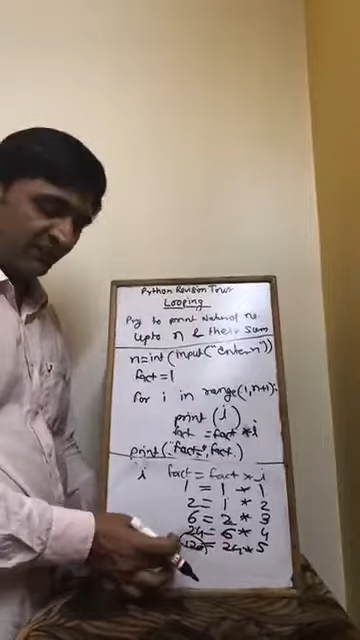 Python Revision Tour
Looping
Prg to print Natural no.
upto n & their sum
n=int(input("Enter n"))
fact=1
for i in range(1,n+1):
print(i)
fact=fact*i
print("fact=",fact)
i fact=fact*i
1 = 1 * 1
2 = 1 * 2
6 = 2 * 3
24 = 6 * 4
120 = 24 * 5